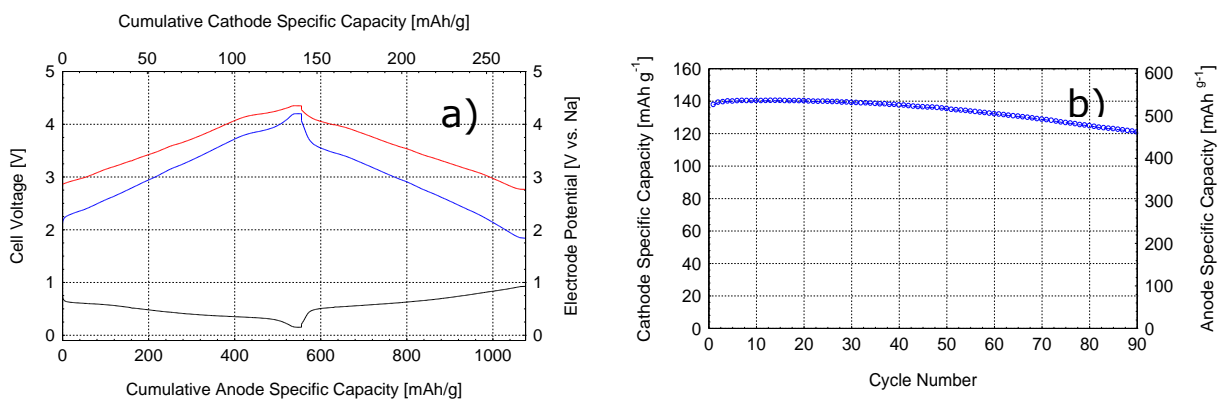 Cumulative Cathode Specific Capacity [mAh/g]
0 50 100 150 200 250
5 4 3 2 1 0
Cell Voltage [V]
a)
5 4 3 2 1 0
Electrode Potential [V vs. Na]
0 200 400 600 800 1000
Cumulative Anode Specific Capacity [mAh/g]
160 140 120 100 80 60 40 20 0
Cathode Specific Capacity [mAh g-1]
b)
600 500 400 300 200 100 0
Anode Specific Capacity [mAh g-1]
0 10 20 30 40 50 60 70 80 90
Cycle Number